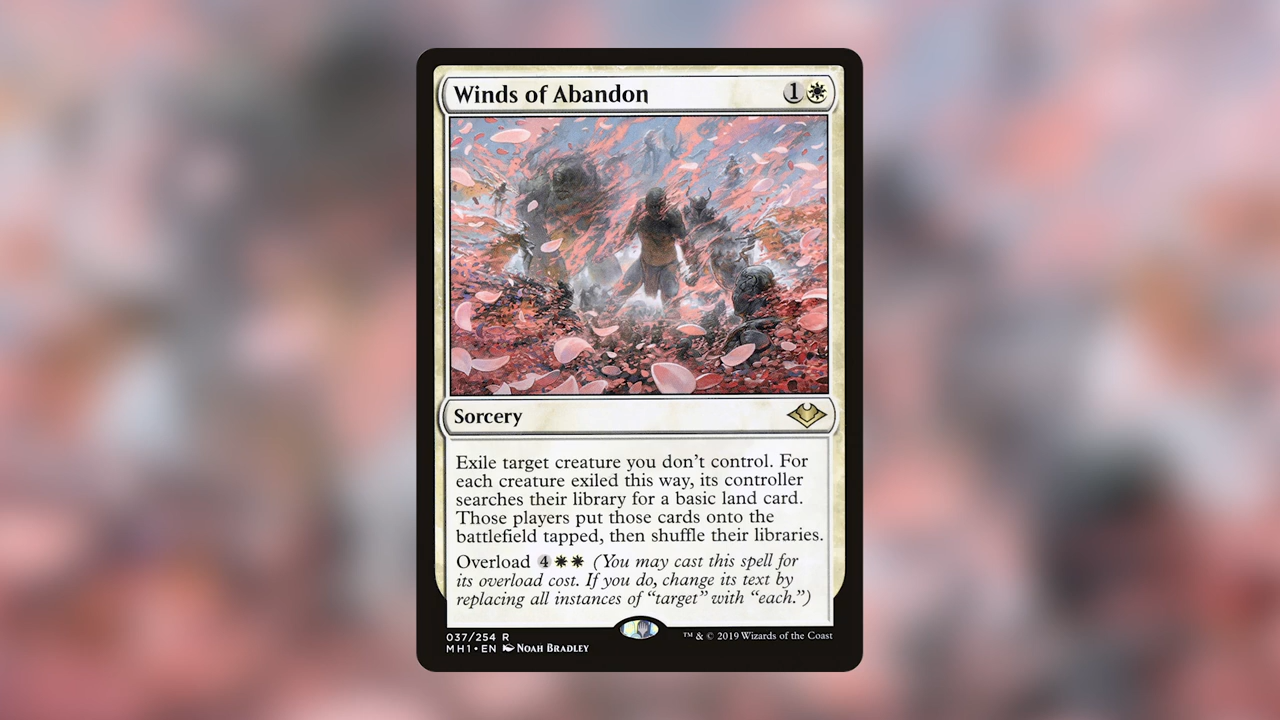 Winds of Abandon 1
Sorcery
Exile target creature you don't control. For
each creature exiled this way, its controller
searches their library for a basic land card.
Those players put those cards onto the
battlefield tapped, then shuffle their libraries.
Overload 4 (You may cast this spell for
its overload cost. If you do, change its text by
replacing all instances of “target” with “each.”)
037/254 R
MH1•EN NOAH BRADLEY
™ & © 2019 Wizards of the Coast